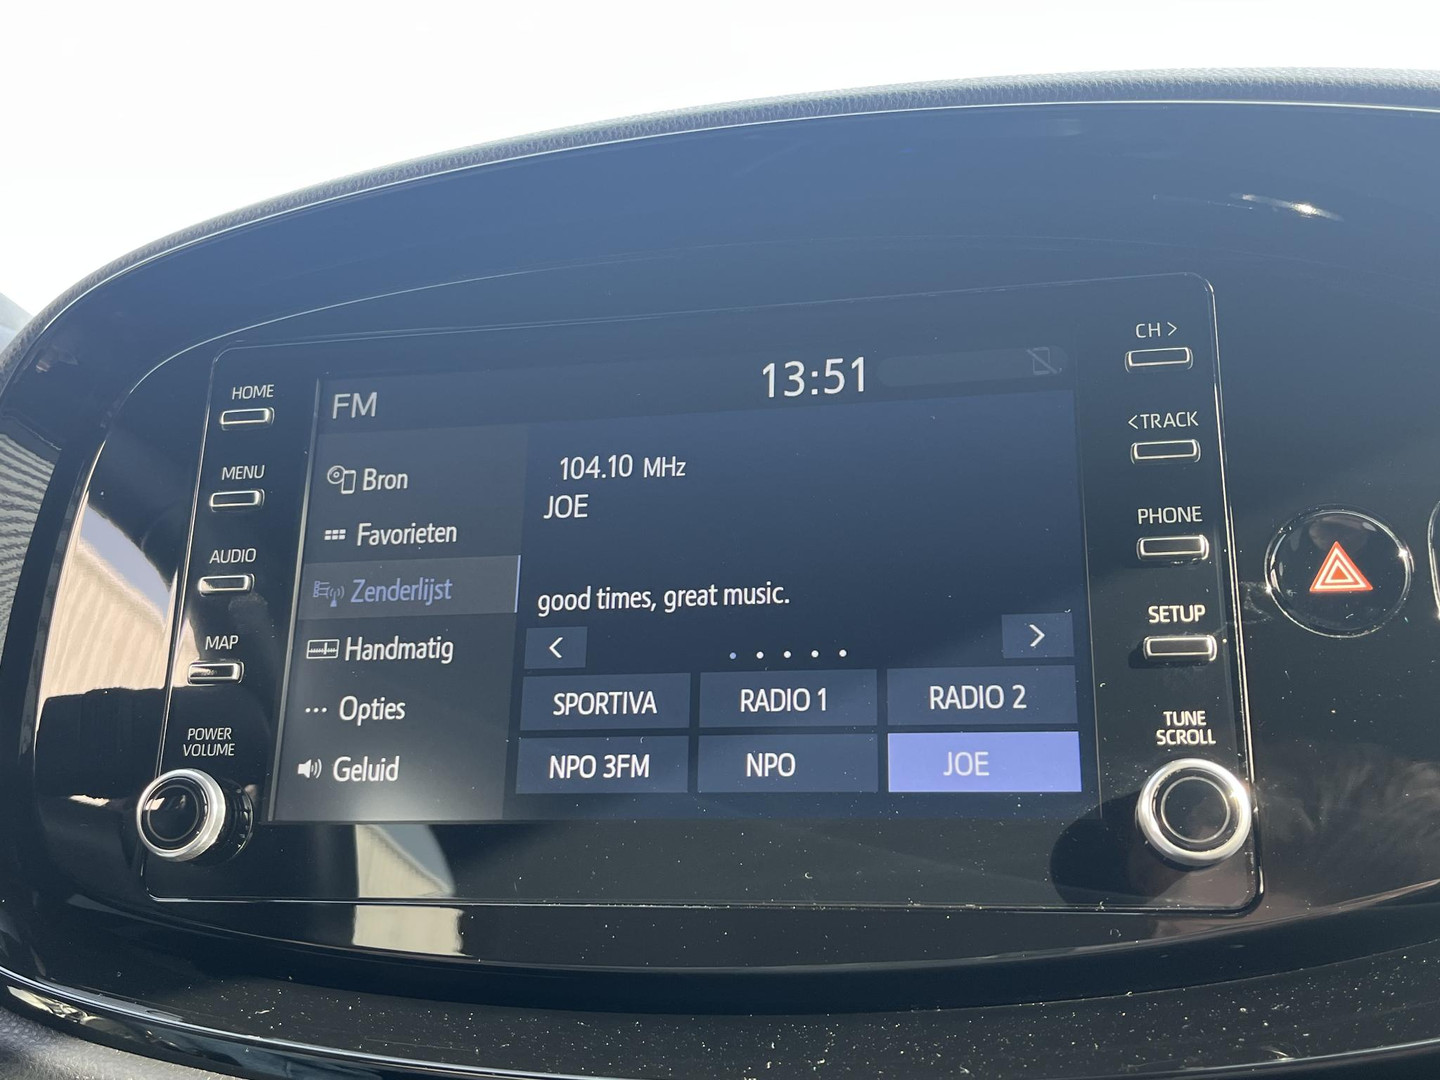 HOME
MENU
AUDIO
MAP
POWER
VOLUME
FM
13:51
Bron
Favorieten
Zenderlijst
Handmatig
Opties
Geluid
104.10 MHz
JOE
good times, great music.
< >
SPORTIVA RADIO 1 RADIO 2
NPO 3FM NPO JOE
CH >
<TRACK
PHONE
SETUP
TUNE
SCROLL